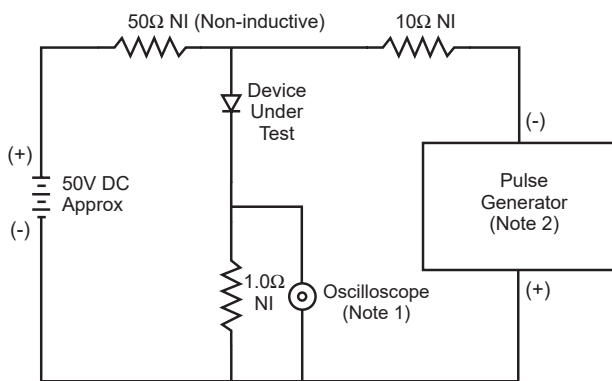 50Ω NI (Non-inductive)
10Ω NI
Device
Under
Test
(+)
50V DC
Approx
(-)
(-)
Pulse
Generator
(Note 2)
(+)
1.0Ω
NI
Oscilloscope
(Note 1)